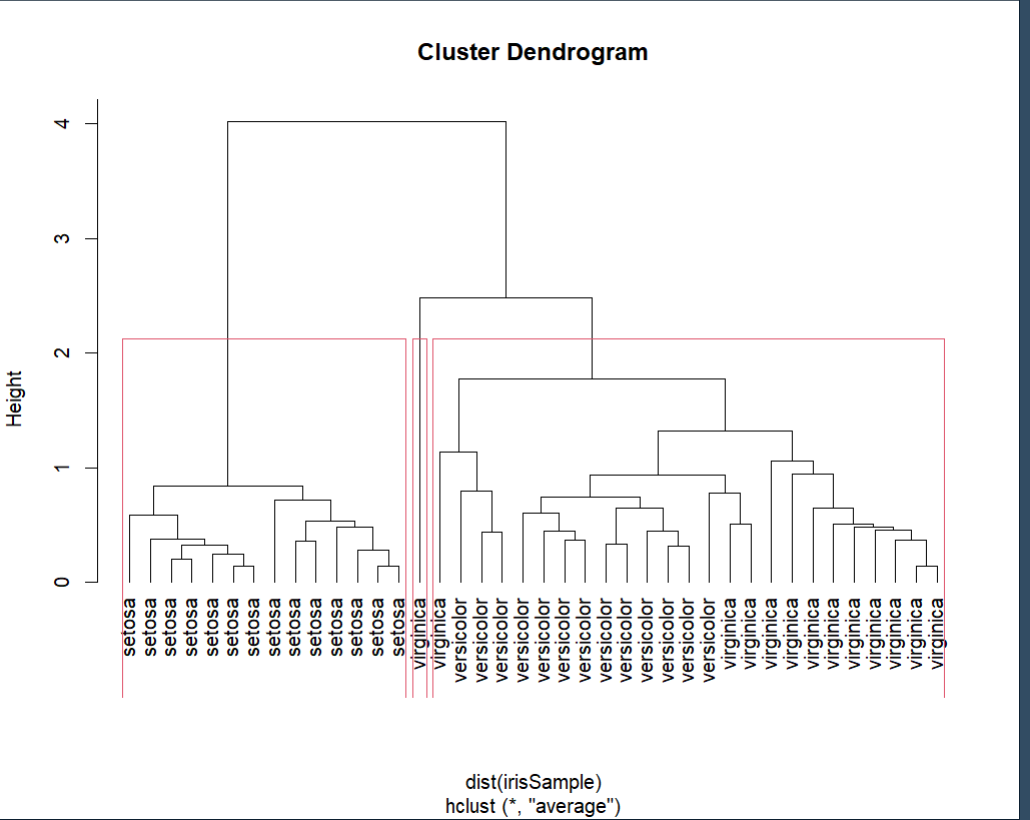 Cluster Dendrogram
Height
4
3
2
1
0
setosa
setosa
setosa
setosa
setosa
setosa
setosa
setosa
setosa
setosa
setosa
setosa
setosa
setosa
virginica
virginica
versicolor
versicolor
versicolor
versicolor
versicolor
versicolor
versicolor
versicolor
versicolor
versicolor
versicolor
versicolor
versicolor
virginica
virginica
virginica
virginica
virginica
virginica
virginica
virginica
virginica
virginica
virginica
dist(irisSample)
hclust (*, "average")